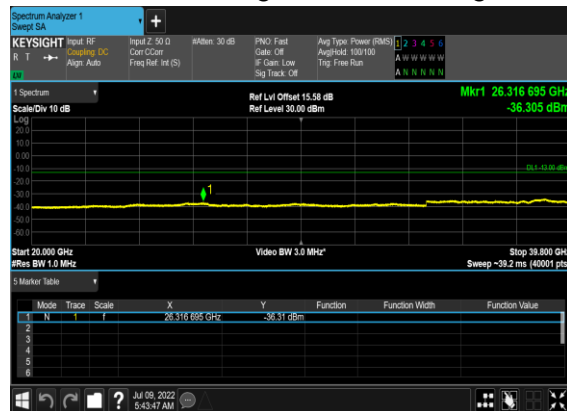 Spectrum Analyzer 1
Swept SA
+
KEYSIGHT Input: RF Input Z: 50 Ω #Atten: 30 dB PNO: Fast Avg Type: Power (RMS) 1 2 3 4 5 6
R T Coupling: DC Corr CCorr Gate: Off Avg|Hold: 100/100 A W W W W W
Align: Auto Freq Ref: Int (S) IF Gain: Low Trig: Free Run
Sig Track: Off A N N N N N
1 Spectrum Ref Lvl Offset 15.58 dB Mkr1 26.316 695 GHz
Scale/Div 10 dB Ref Level 30.00 dBm -36.305 dBm
Log
20.0
10.0
0.00
-10.0 DL1 -13.00 dBm
-20.0
-30.0 1
-40.0
-50.0
-60.0
Start 20.000 GHz Video BW 3.0 MHz* Stop 39.800 GHz
#Res BW 1.0 MHz Sweep ~39.2 ms (40001 pts)
5 Marker Table
Mode Trace Scale X Y Function Function Width Function Value
1 N 1 f 26.316 695 GHz -36.31 dBm
2
3
4
5
6
? Jul 09, 2022
5:43:47 AM